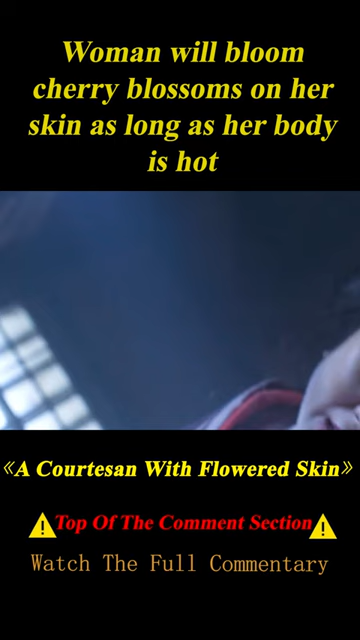 Woman will bloom
cherry blossoms on her
skin as long as her body
is hot
《A Courtesan With Flowered Skin》
Top Of The Comment Section
Watch The Full Commentary